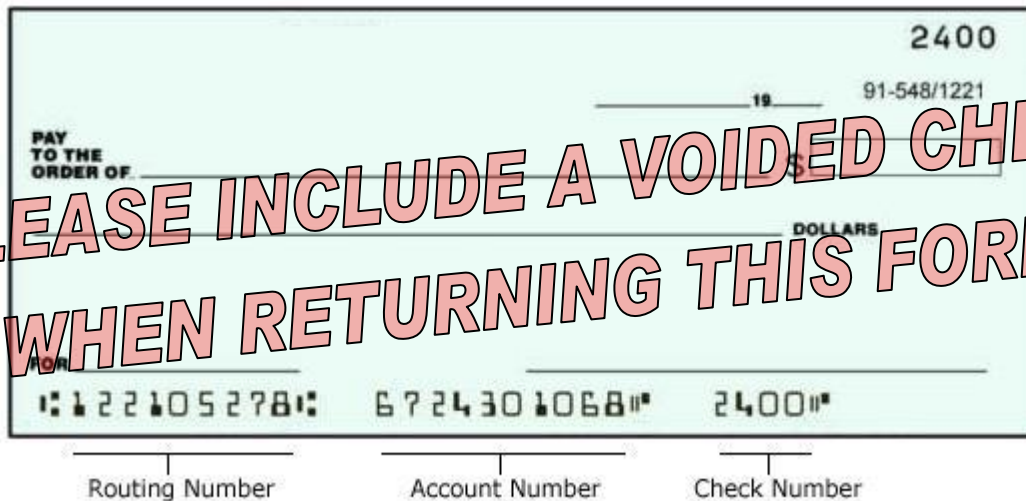 2400
19
91-548/1221
PAY
TO THE
ORDER OF
$
LEASE INCLUDE A VOIDED CHE
DOLLARS
WHEN RETURNING THIS FOR
FOR
⑆122105278⑆ 6724301068⑈ 2400⑈
Routing Number Account Number Check Number